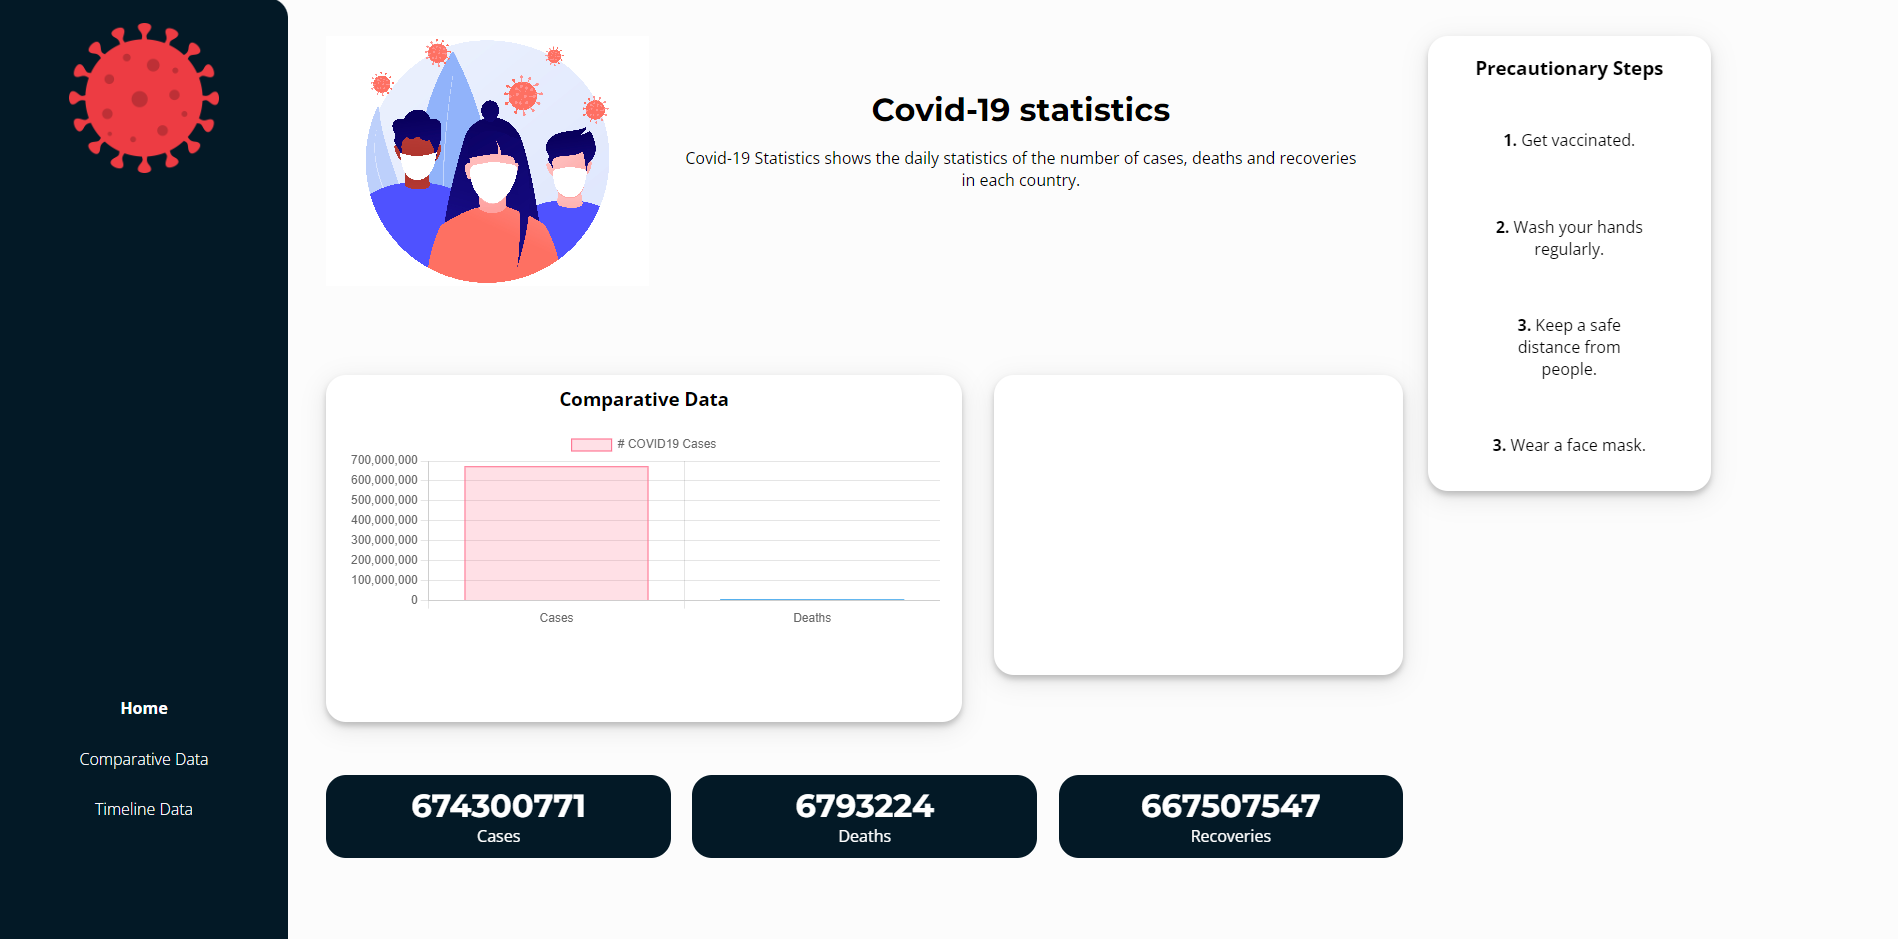 Home
Comparative Data
Timeline Data
Covid-19 statistics
Covid-19 Statistics shows the daily statistics of the number of cases, deaths and recoveries
in each country.
Comparative Data
# COVID19 Cases
700,000,000
600,000,000
500,000,000
400,000,000
300,000,000
200,000,000
100,000,000
0
Cases
Deaths
674300771
Cases
6793224
Deaths
667507547
Recoveries
Precautionary Steps
1. Get vaccinated.
2. Wash your hands
regularly.
3. Keep a safe
distance from
people.
3. Wear a face mask.